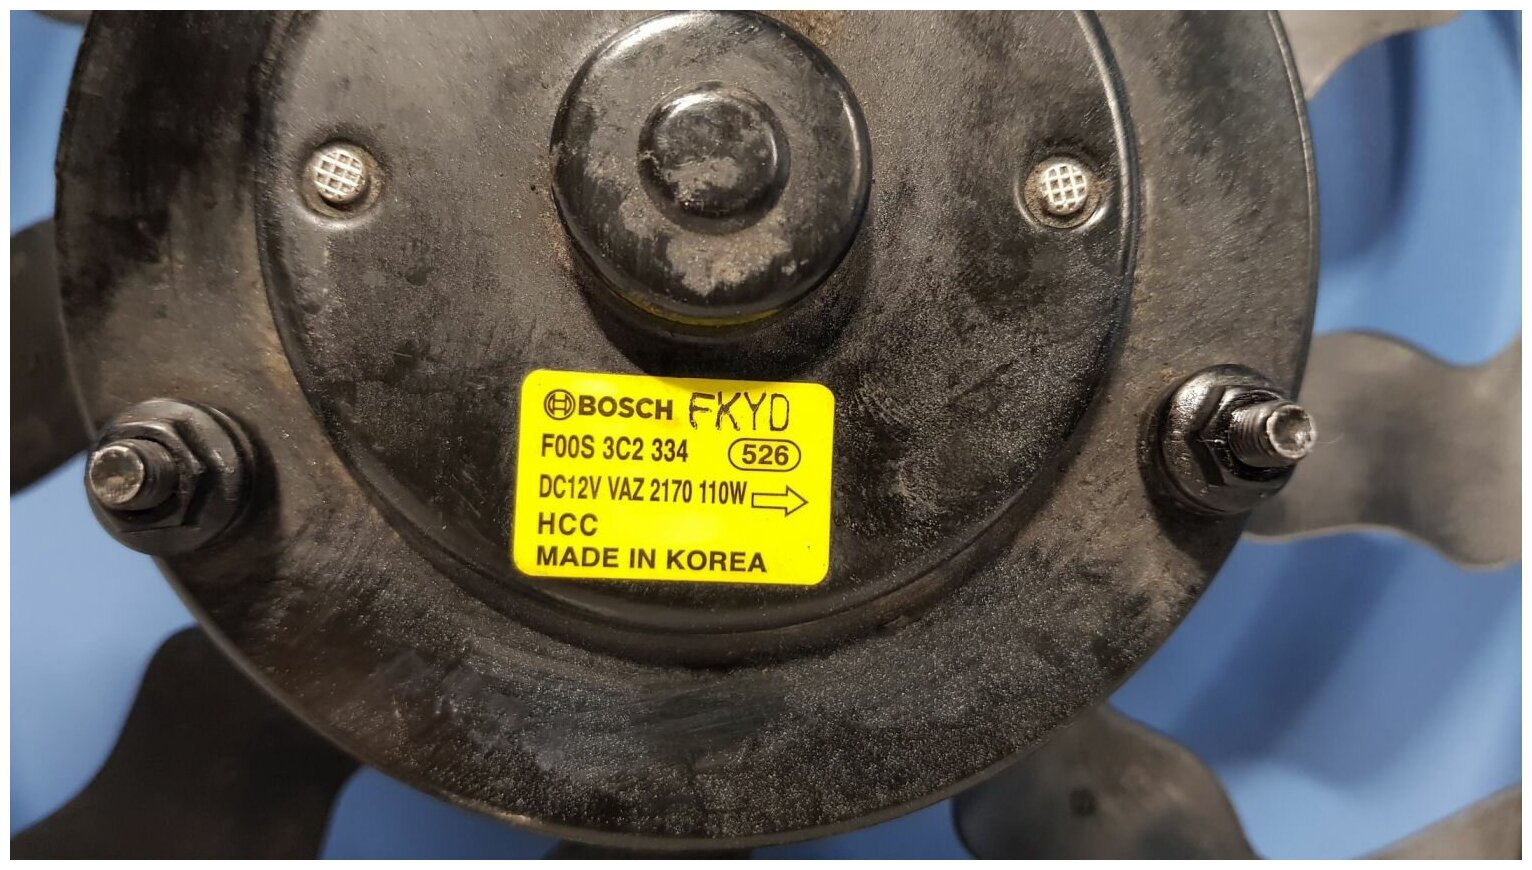 BOSCH FKYD
F00S 3C2 334 526
DC12V VAZ 2170 110W
HCC
MADE IN KOREA